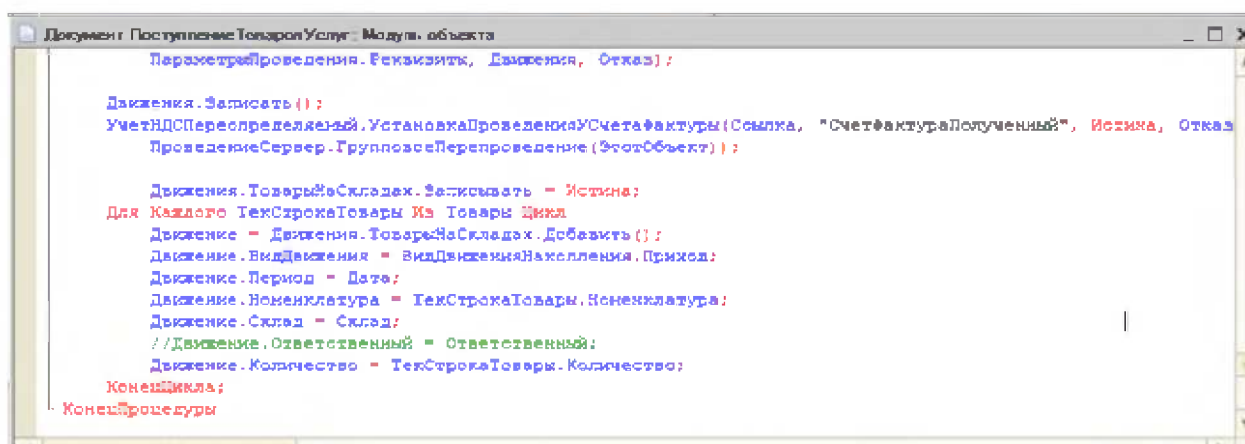 Документ ПоступлениеТоваровУслуг: Модуль объекта
ПараметрыПроведения.Реквизиты, Движения, Отказ);
Движения.Записать();
УчетНДСПереопределяемый.УстановкаПроведенияУСчетаФактуры(Ссылка, "СчетФактураПолученный", Истина, Отказ
ПроведениеСервер.ГрупповоеПерепроведение(ЭтотОбъект));
Движения.ТоварыНаСкладах.Записывать = Истина;
Для Каждого ТекСтрокаТовары Из Товары Цикл
Движение = Движения.ТоварыНаСкладах.Добавить();
Движение.ВидДвижения = ВидДвиженияНакопления.Приход;
Движение.Период = Дата;
Движение.Номенклатура = ТекСтрокаТовары.Номенклатура;
Движение.Склад = Склад;
//Движение.Ответственный = Ответственный;
Движение.Количество = ТекСтрокаТовары.Количество;
КонецЦикла;
КонецПроцедуры